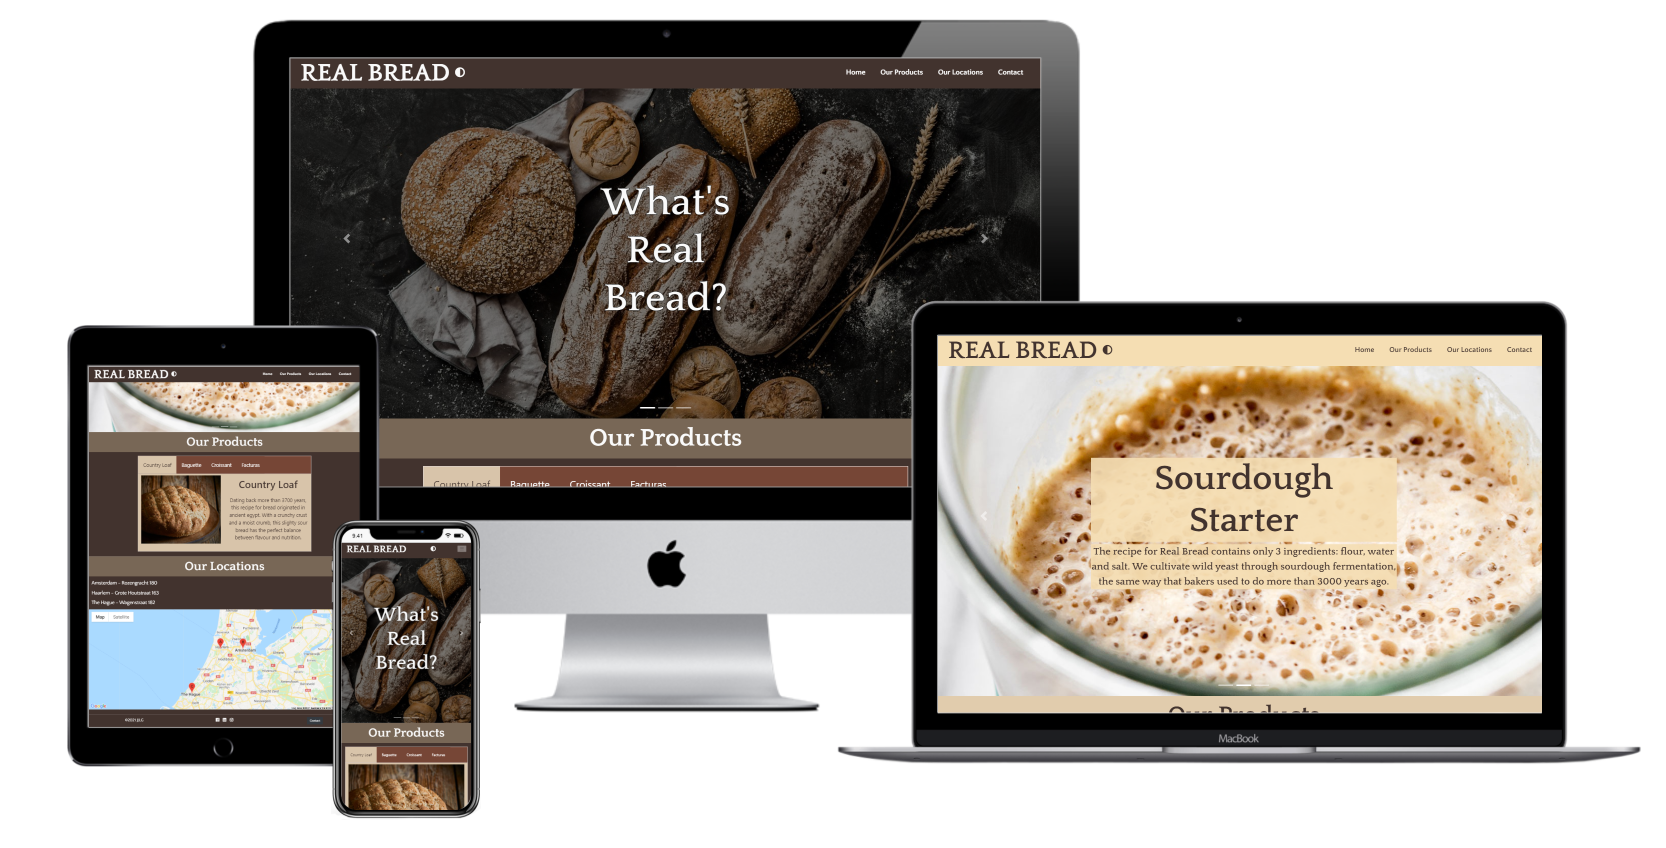 REAL BREAD
Home Our Products Our Locations Contact
What's
Real
Bread?
Our Products
Country Loaf Baguette Croissant Facturas
REAL BREAD
Home Our Products Our Locations Contact
Our Products
Country Loaf Baguette Croissant Facturas
Country Loaf
Dating back more than 3700 years,
this recipe for bread originated in
ancient egypt. With a crunchy crust
and a moist crumb, this slightly sour
bread has the perfect balance
between flavour and nutrition.
Our Locations
Amsterdam - Rozengracht 180
Haarlem - Grote Houtstraat 163
The Hague - Wagenstraat 182
Map Satellite
Amsterdam
The Hague
Google
Contact
9:41
REAL BREAD
What's
Real
Bread?
Our Products
Country Loaf Baguette Croissant Facturas
REAL BREAD
Home Our Products Our Locations Contact
Sourdough
Starter
The recipe for Real Bread contains only 3 ingredients: flour, water
and salt. We cultivate wild yeast through sourdough fermentation,
the same way that bakers used to do more than 3000 years ago.
Our Products
MacBook